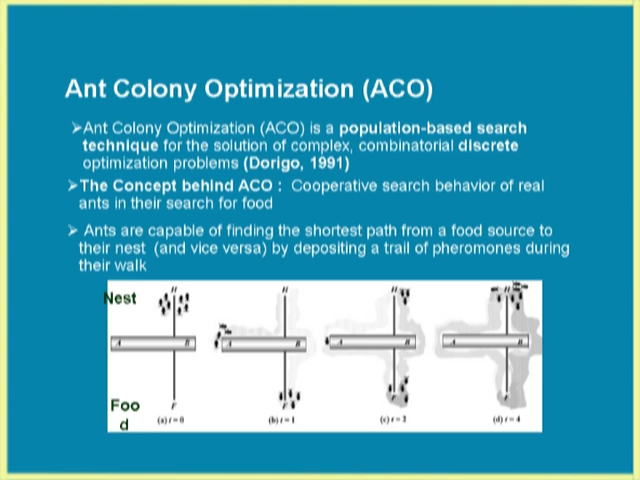 Ant Colony Optimization (ACO)
➢Ant Colony Optimization (ACO) is a population-based search
technique for the solution of complex, combinatorial discrete
optimization problems (Dorigo, 1991)
➢The Concept behind ACO : Cooperative search behavior of real
ants in their search for food
➢ Ants are capable of finding the shortest path from a food source to
their nest (and vice versa) by depositing a trail of pheromones during
their walk
Nest
H H H H
A B A B A B A B
Foo
d
F
(a) t = 0 (b) t = 1 (c) t = 2 (d) t = 4